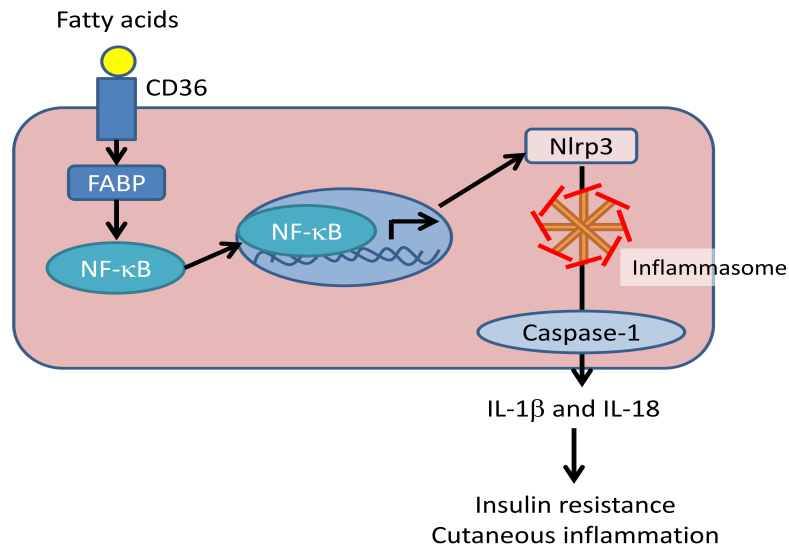 Fatty acids
CD36
FABP
NF-κB
NF-κB
Nlrp3
Inflammasome
Caspase-1
IL-1β and IL-18
Insulin resistance
Cutaneous inflammation